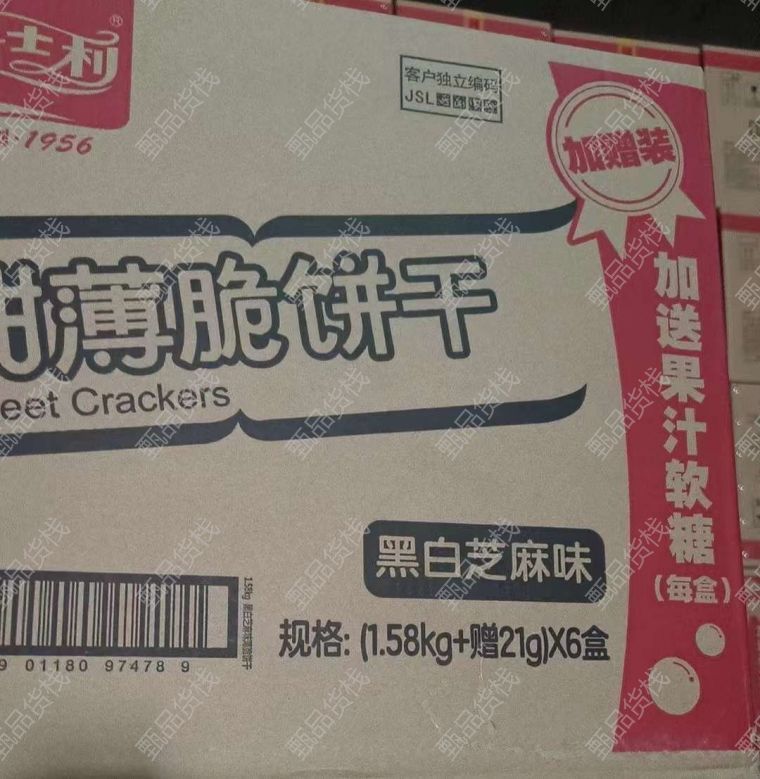 士利®
1956
客户独立编码
JSL
加赠装
甜薄脆饼干
eet Crackers
加送果汁软糖
(每盒)
黑白芝麻味
规格: (1.58kg+赠21g)X6盒
9 01180 97478 9
甄品货栈